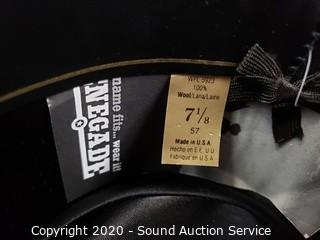 name fits... wear it!
RENEGADE
WPL 5923
100%
Wool/Lana/Laine
7 1/8
57
Made in U.S.A
Hecho en E.E. U U
Fabriqué en U.S.A
Copyright 2020 - Sound Auction Service